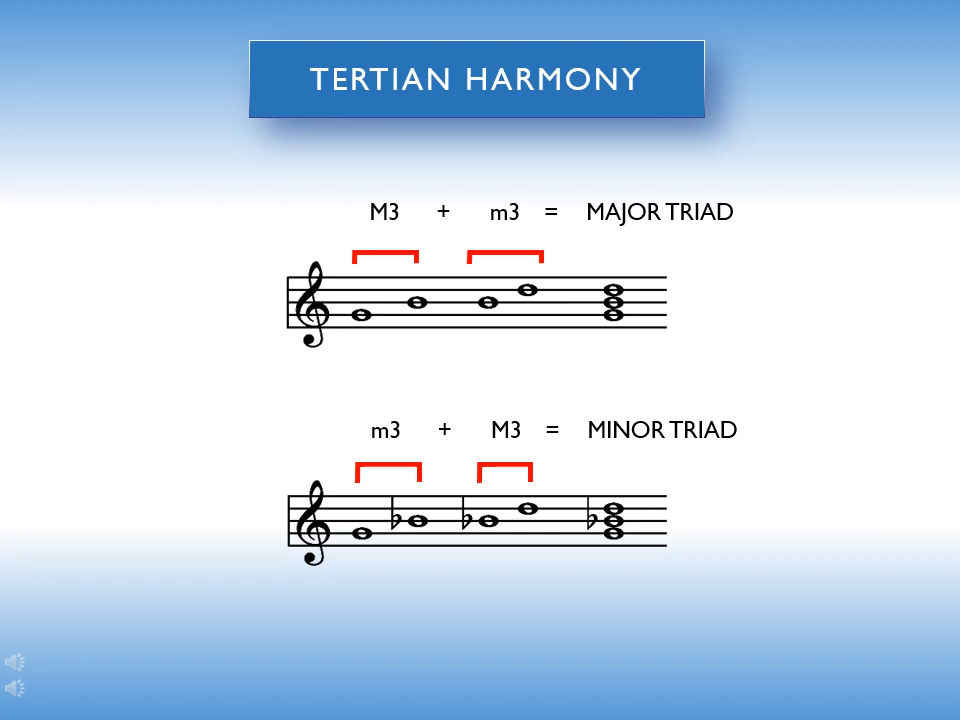 TERTIAN HARMONY
M3 + m3 = MAJOR TRIAD
m3 + M3 = MINOR TRIAD